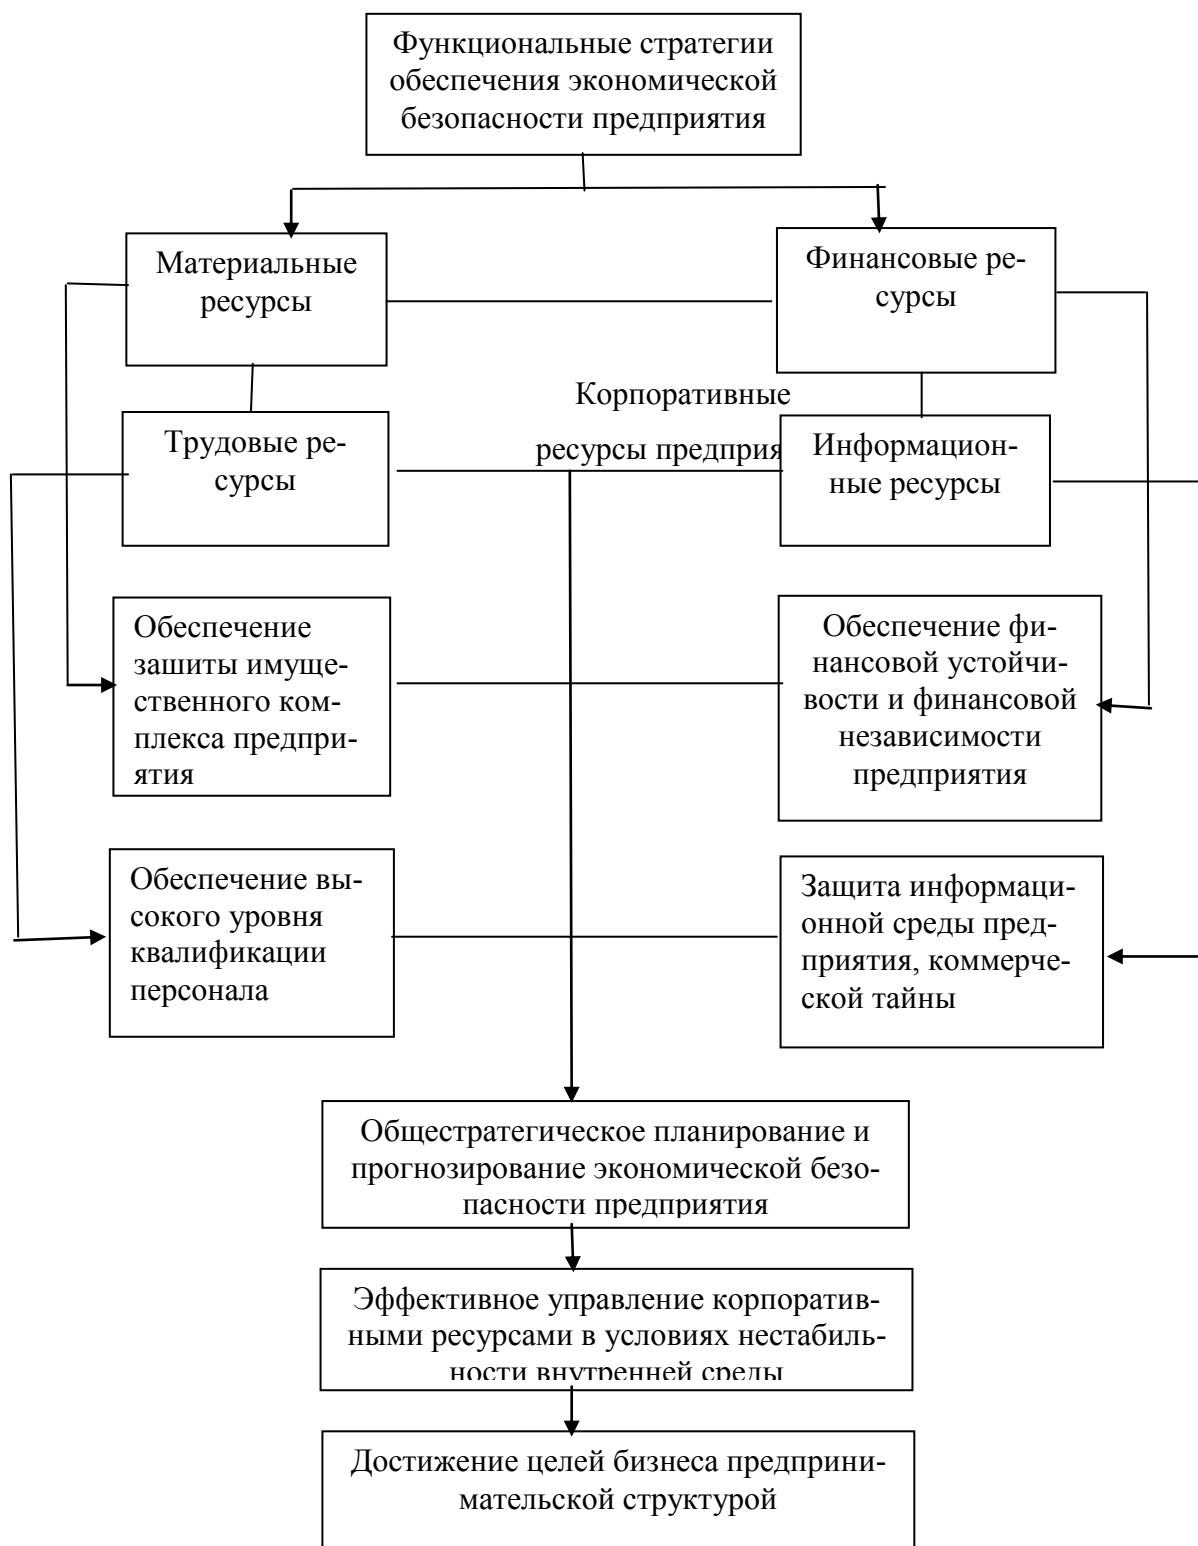 Функциональные стратегии
обеспечения экономической
безопасности предприятия
Материальные
ресурсы
Финансовые ре-
сурсы
Корпоративные
ресурсы предприя
Трудовые ре-
сурсы
Информацион-
ные ресурсы
Обеспечение
зашиты имуще-
ственного ком-
плекса предпри-
ятия
Обеспечение фи-
нансовой устойчи-
вости и финансовой
независимости
предприятия
Обеспечение вы-
сокого уровня
квалификации
персонала
Защита информаци-
онной среды пред-
приятия, коммерче-
ской тайны
Общестратегическое планирование и
прогнозирование экономической безо-
пасности предприятия
Эффективное управление корпоратив-
ными ресурсами в условиях нестабиль-
ности внутренней среды
Достижение целей бизнеса предприни-
мательской структурой